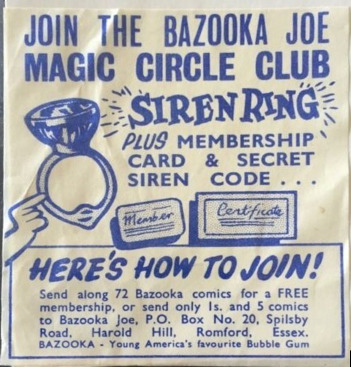 JOIN THE BAZOOKA JOE
MAGIC CIRCLE CLUB
SIREN RING
PLUS MEMBERSHIP
CARD & SECRET
SIREN CODE . . .
Member
Certificate
HERE'S HOW TO JOIN!
Send along 72 Bazooka comics for a FREE
membership, or send only 1s. and 5 comics
to Bazooka Joe, P.O. Box No. 20, Spilsby
Road, Harold Hill, Romford, Essex.
BAZOOKA - Young America's favourite Bubble Gum